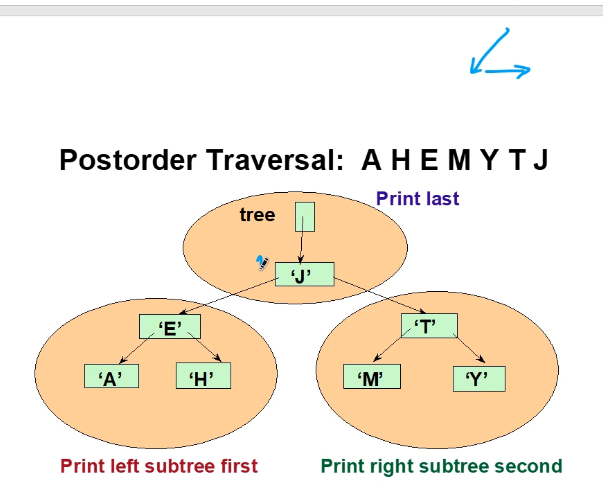 Postorder Traversal: A H E M Y T J
Print last
tree
‘J’
‘E’
‘T’
‘A’
‘H’
‘M’
‘Y’
Print left subtree first
Print right subtree second